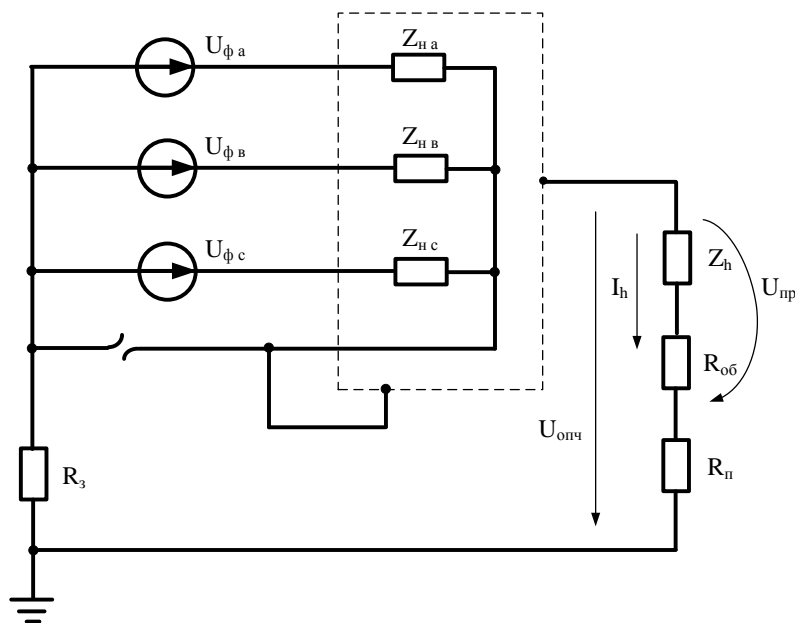 Uф а
Zн а
Uф в
Zн в
Uф с
Zн с
Zh
Uпр
Ih
Rоб
Uопч
Rп
Rз